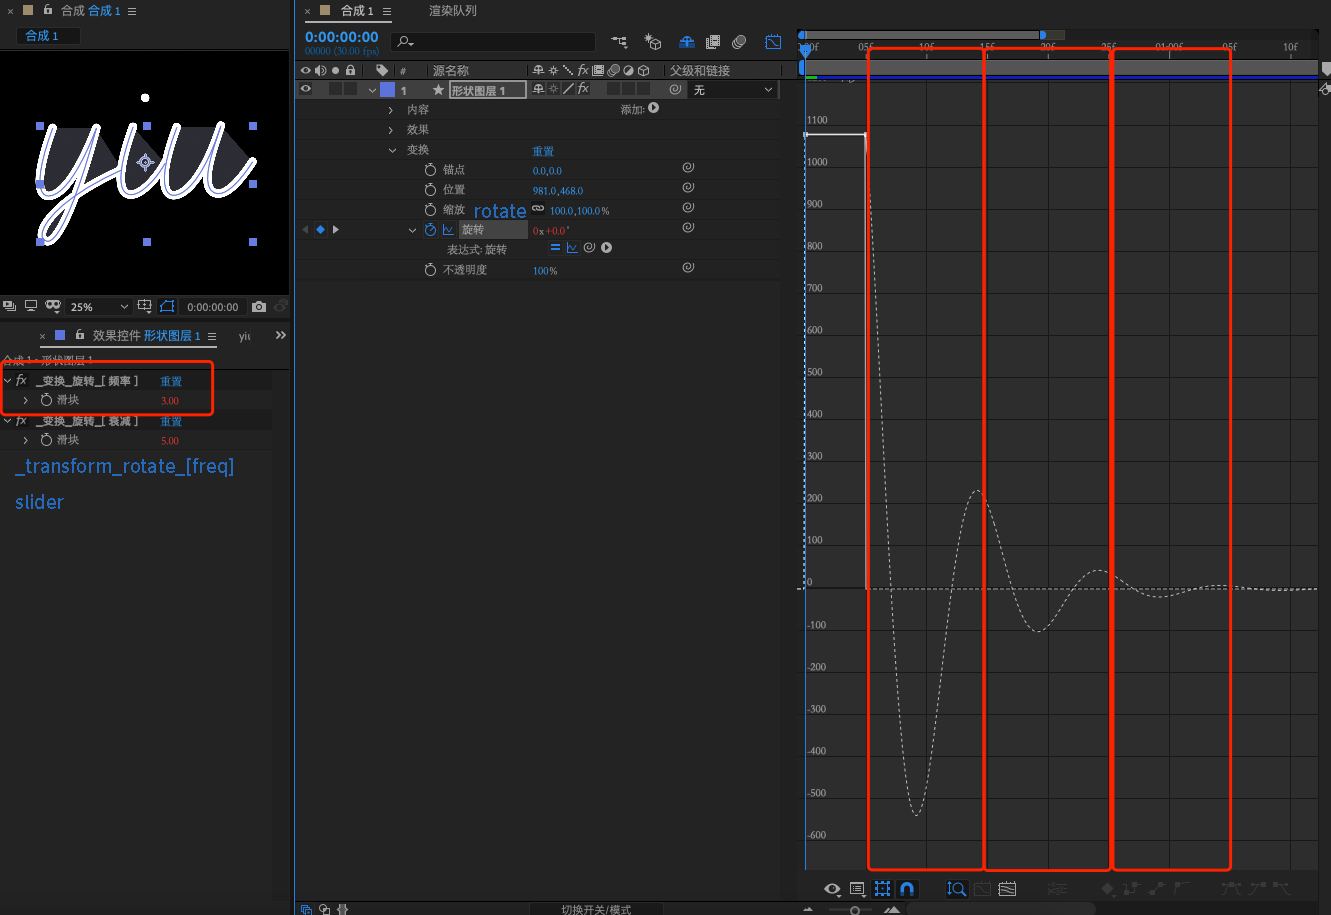 × 合成 合成 1 ☰
合成 1
yiu
25%
0:00:00:00
× 效果控件 形状图层 1 ☰ yiu »
合成 1 · 形状图层 1
fx _变换_旋转_[ 频率 ] 重置
滑块 3.00
fx _变换_旋转_[ 衰减 ] 重置
滑块 5.00
_transform_rotate_[freq]
slider
× 合成 1 ☰ 渲染队列
0:00:00:00
00000 (30.00 fps)
# 源名称 fx 父级和链接
1 形状图层 1 fx 无
内容 添加:
效果
变换 重置
锚点 0.0,0.0
位置 981.0,468.0
缩放 rotate 100.0,100.0%
旋转 0x+0.0°
表达式: 旋转
不透明度 100%
切换开关/模式
:00f 05f 10f 15f 20f 25f 01:00f 05f 10f
1100
1000
900
800
700
600
500
400
300
200
100
0
-100
-200
-300
-400
-500
-600